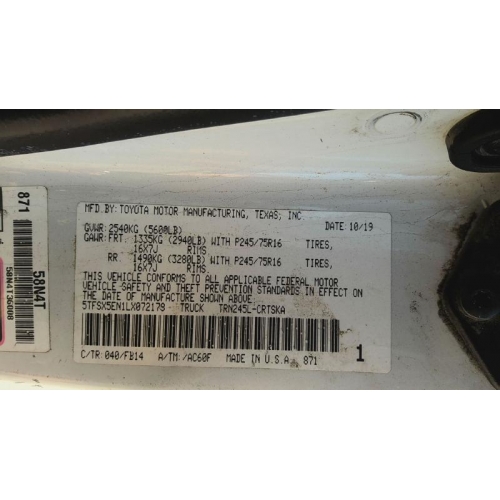 MFD.BY:TOYOTA MOTOR MANUFACTURING, TEXAS, INC.
DATE:10/19
GVWR:2540KG (5600LB)
GAWR:FRT. 1335KG (2940LB) WITH P245/75R16 TIRES,
16X7J RIMS
RR. 1490KG (3280LB) WITH P245/75R16 TIRES,
16X7J RIMS
THIS VEHICLE CONFORMS TO ALL APPLICABLE FEDERAL MOTOR
VEHICLE SAFETY AND THEFT PREVENTION STANDARDS IN EFFECT ON
THE DATE OF MANUFACTURE SHOWN ABOVE.
5TFSX5EN1LX072178 TRUCK TRN245L-CRTSKA
C/TR:040/FB14 A/TM:/AC60F MADE IN U.S.A. 871
1
871
58N4T